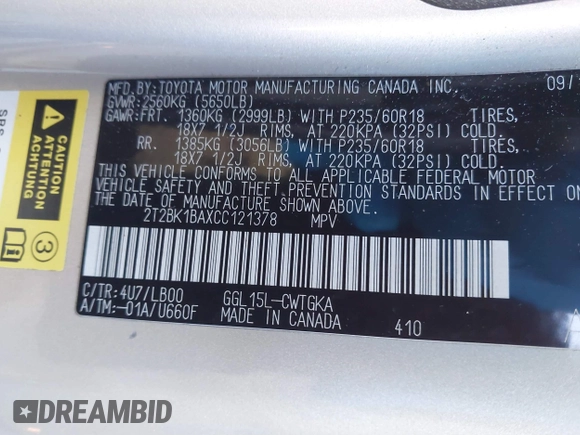 MFD.BY:TOYOTA MOTOR MANUFACTURING CANADA INC. 09/
GVWR:2560KG (5650LB)
GAWR:FRT. 1360KG (2999LB) WITH P235/60R18 TIRES,
18X7 1/2J RIMS, AT 220KPA (32PSI) COLD.
RR. 1385KG (3056LB) WITH P235/60R18 TIRES,
18X7 1/2J RIMS, AT 220KPA (32PSI) COLD.
THIS VEHICLE CONFORMS TO ALL APPLICABLE FEDERAL MOTOR
VEHICLE SAFETY AND THEFT PREVENTION STANDARDS IN EFFECT ON
THE DATE OF MANUFACTURE SHOWN ABOVE.
2T2BK1BAXCC121378 MPV
C/TR:4U7/LB00 GGL15L-CWTGKA
A/TM:-01A/U660F MADE IN CANADA 410
CAUTION
ATTENTION
ACHTUNG
3
DREAMBID